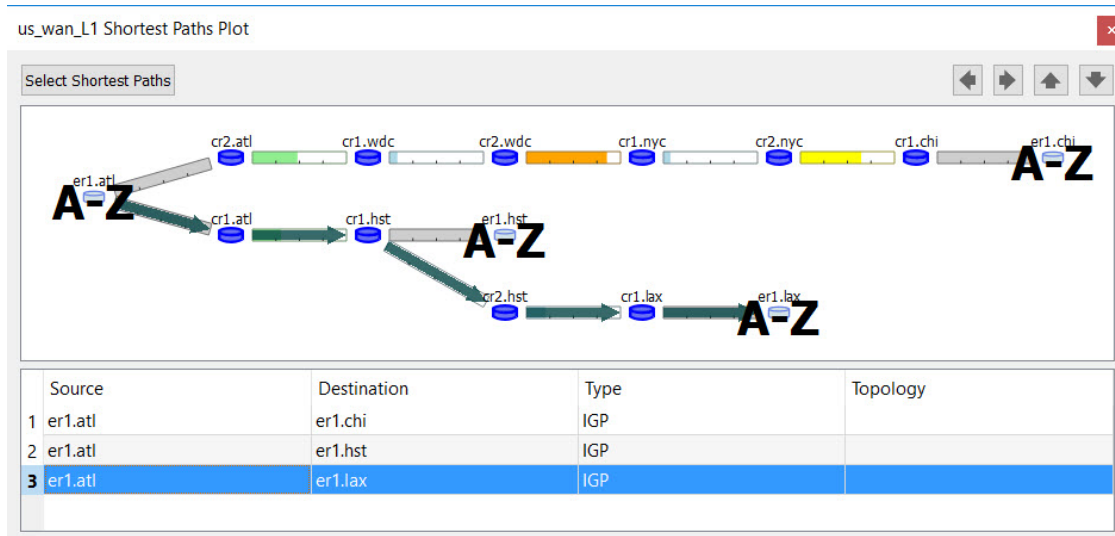 us_wan_L1 Shortest Paths Plot
Select Shortest Paths
cr2.atl cr1.wdc cr2.wdc cr1.nyc cr2.nyc cr1.chi er1.chi
A-Z
er1.atl
A-Z
cr1.atl cr1.hst er1.hst
A-Z
cr2.hst cr1.lax er1.lax
A-Z
Source Destination Type Topology
1 er1.atl er1.chi IGP
2 er1.atl er1.hst IGP
3 er1.atl er1.lax IGP